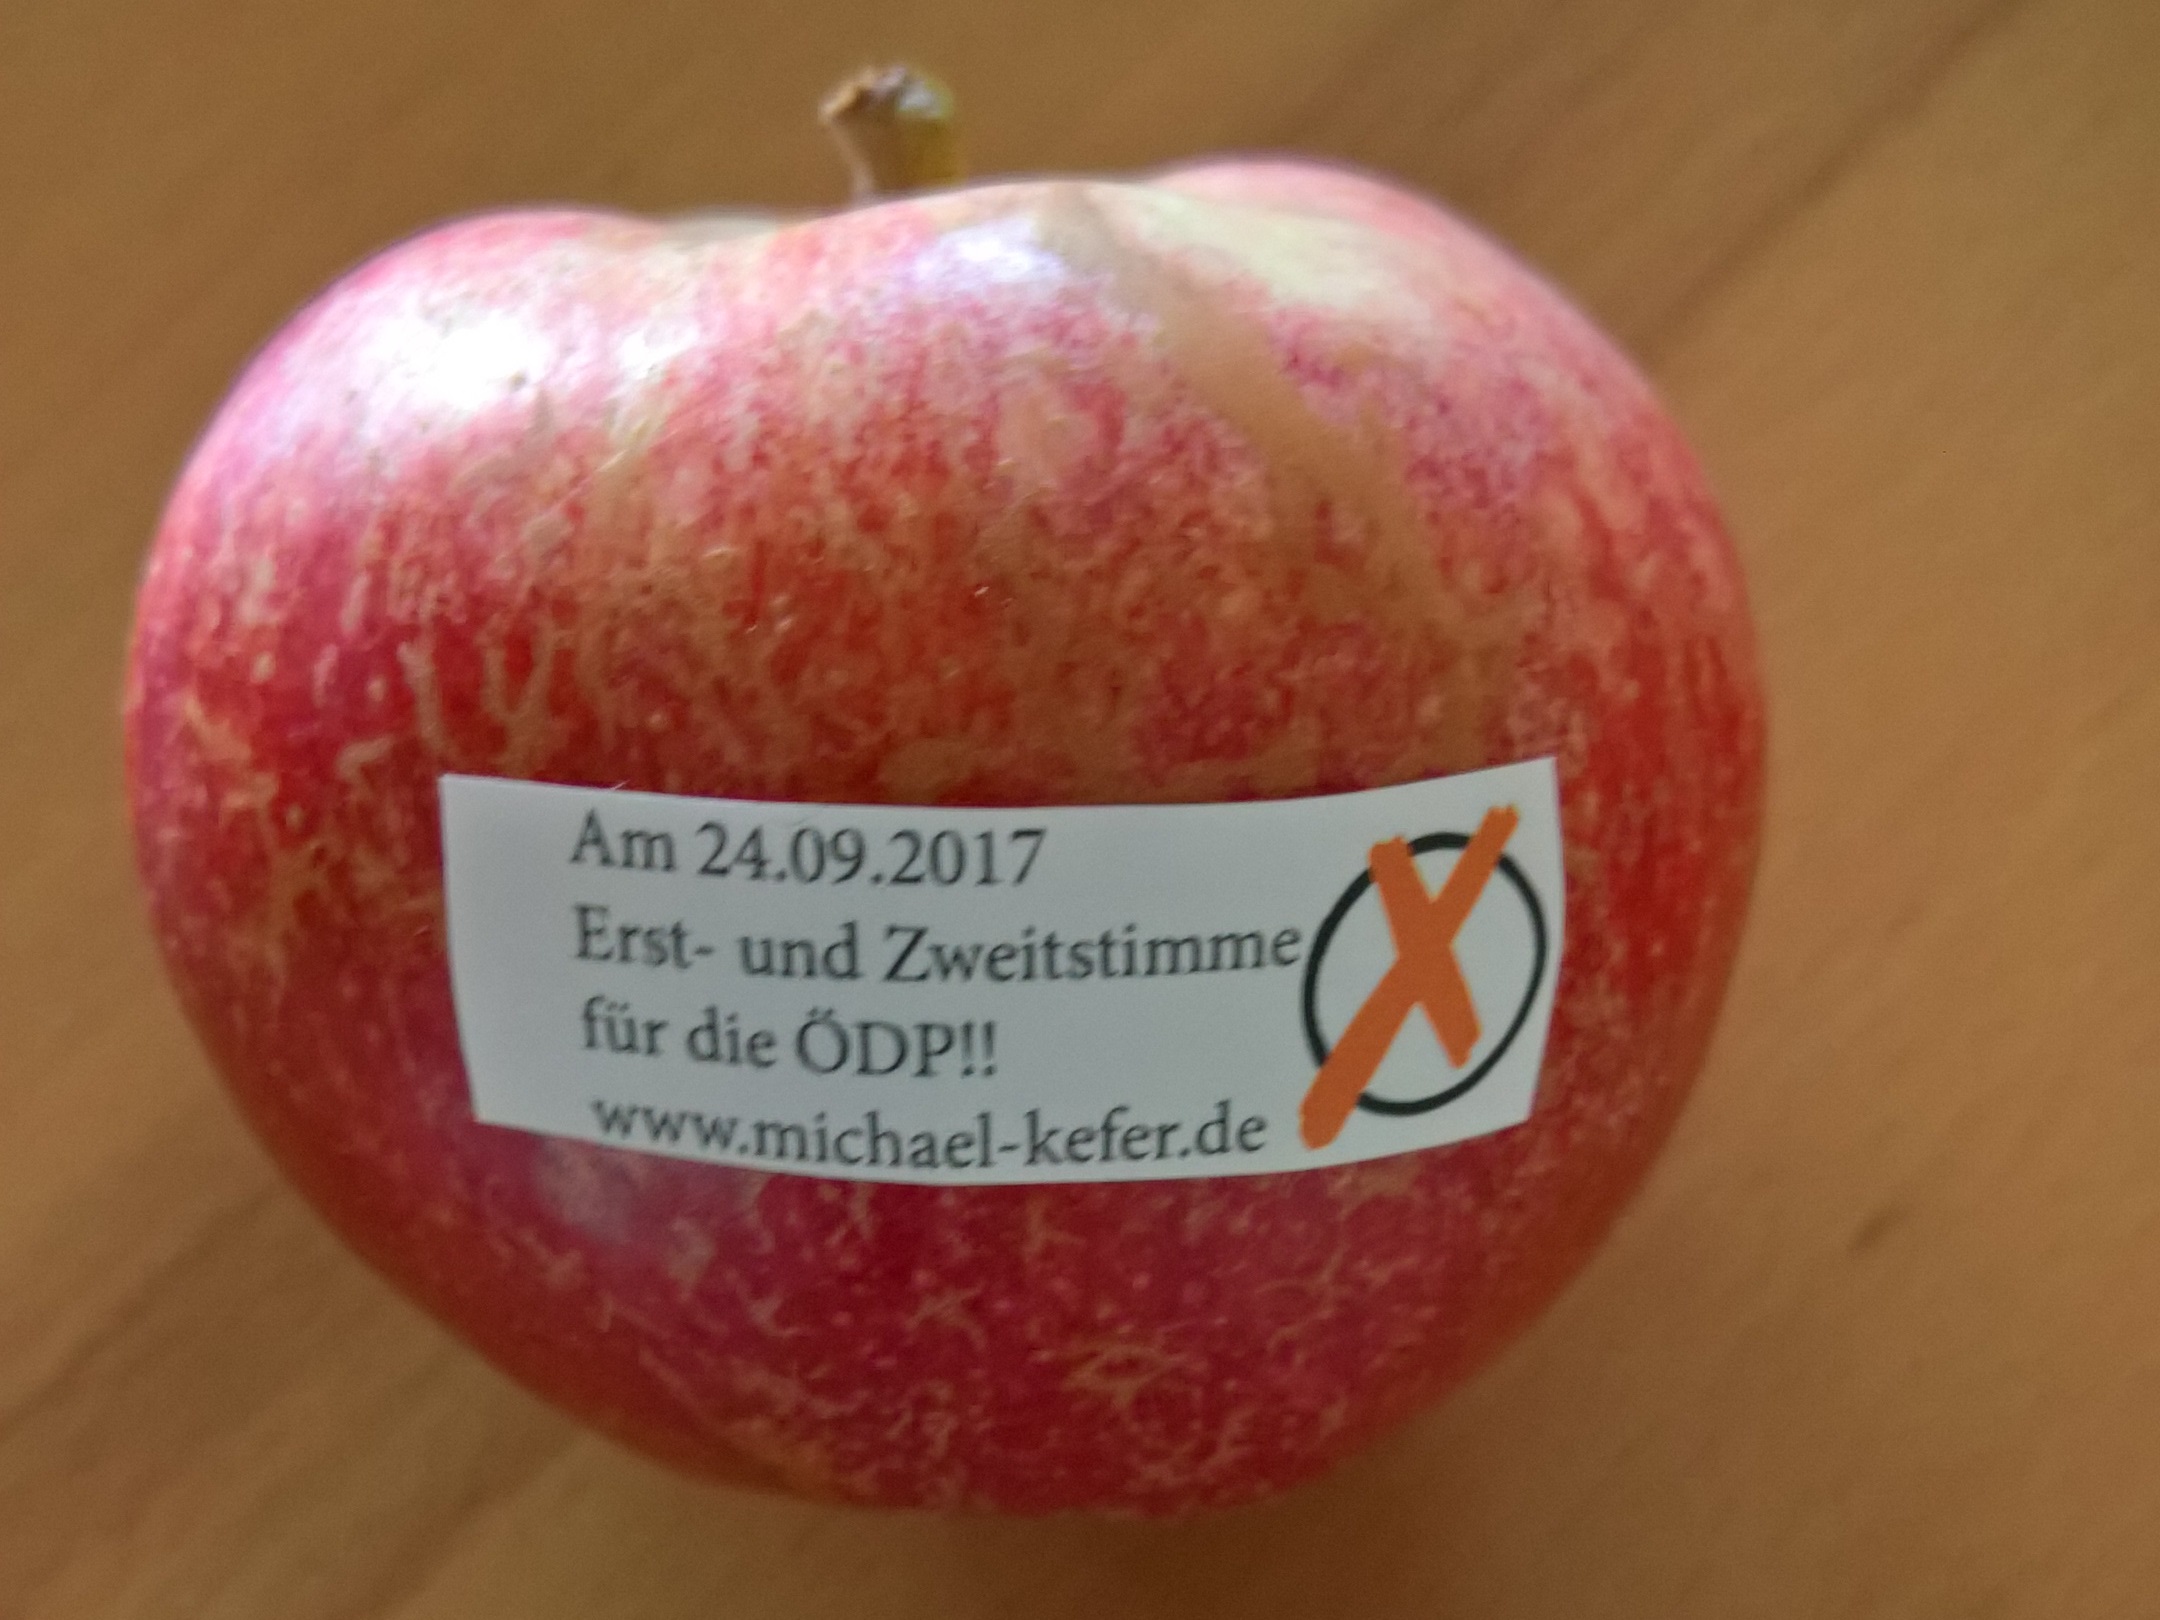 Am 24.09.2017
Erst- und Zweitstimme
für die ÖDP!!
www.michael-kefer.de